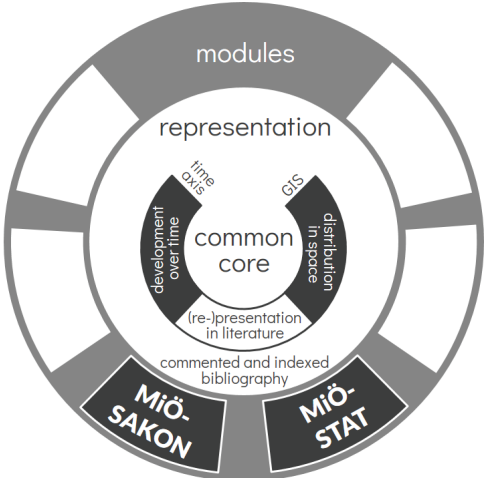 modules
representation
time
axis
GIS
development
over time
distribution
in space
common
core
(re-)presentation
in literature
commented and indexed
bibliography
MiÖ-
SAKON
MiÖ-
STAT